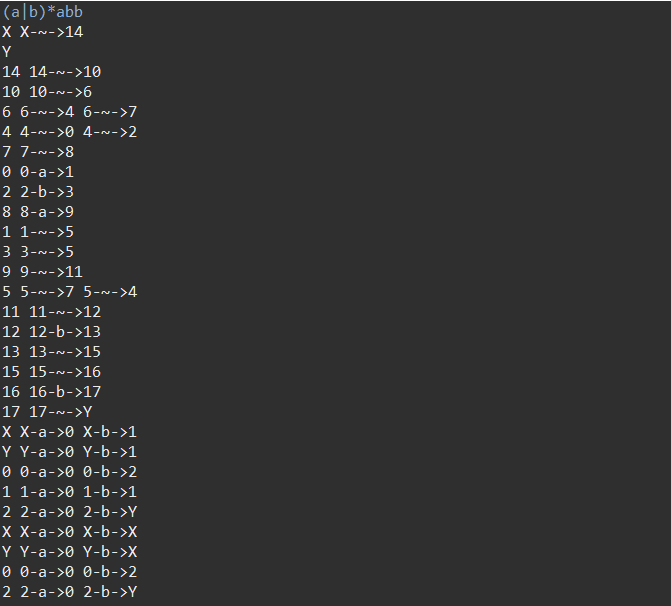 (a|b)*abb
X X-~->14
Y
14 14-~->10
10 10-~->6
6 6-~->4 6-~->7
4 4-~->0 4-~->2
7 7-~->8
0 0-a->1
2 2-b->3
8 8-a->9
1 1-~->5
3 3-~->5
9 9-~->11
5 5-~->7 5-~->4
11 11-~->12
12 12-b->13
13 13-~->15
15 15-~->16
16 16-b->17
17 17-~->Y
X X-a->0 X-b->1
Y Y-a->0 Y-b->1
0 0-a->0 0-b->2
1 1-a->0 1-b->1
2 2-a->0 2-b->Y
X X-a->0 X-b->X
Y Y-a->0 Y-b->X
0 0-a->0 0-b->2
2 2-a->0 2-b->Y